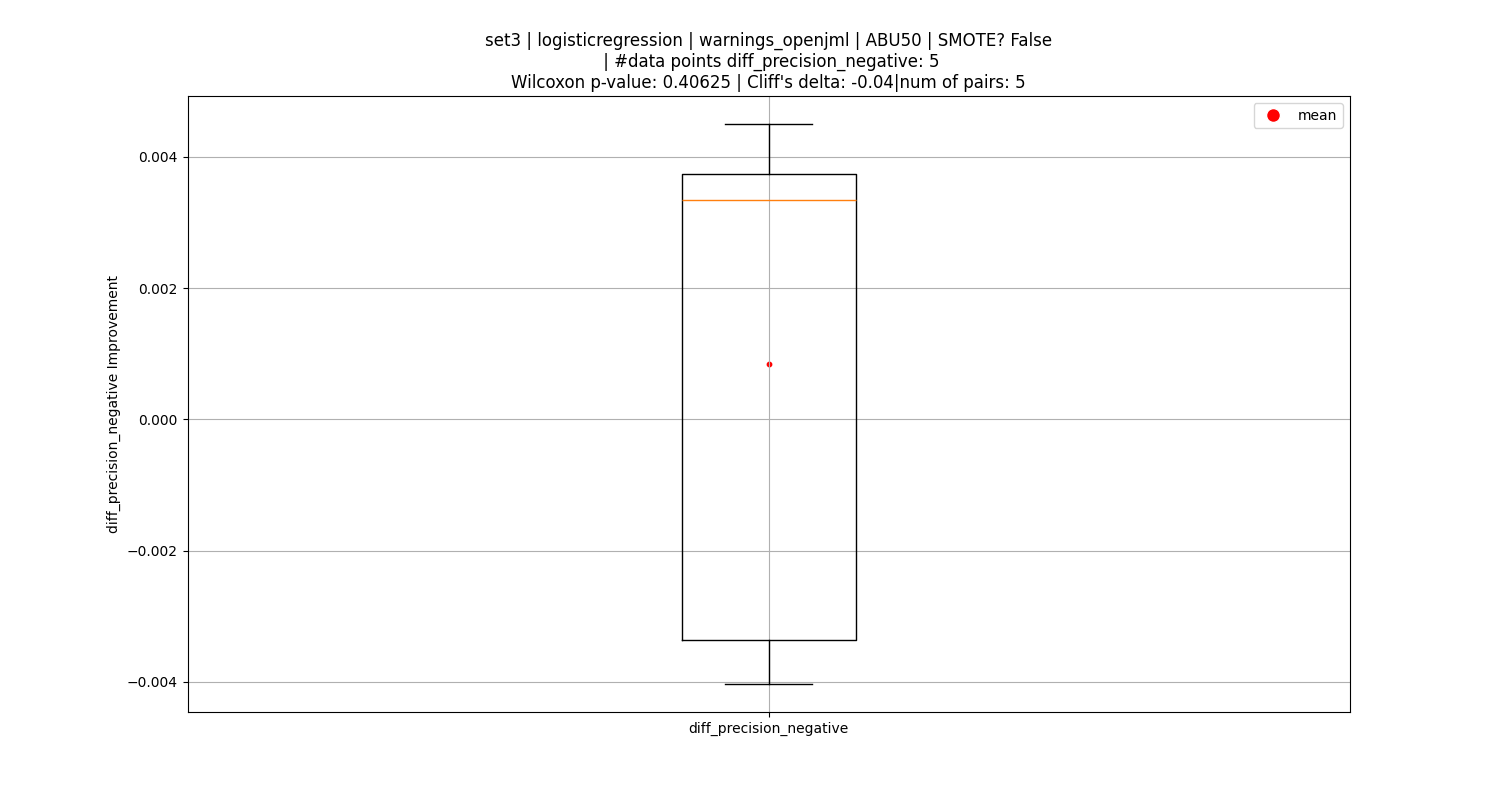 set3 | logisticregression | warnings_openjml | ABU50 | SMOTE? False
| #data points diff_precision_negative: 5
Wilcoxon p-value: 0.40625 | Cliff's delta: -0.04|num of pairs: 5
mean
0.004
0.002
0.000
−0.002
−0.004
diff_precision_negative Improvement
diff_precision_negative